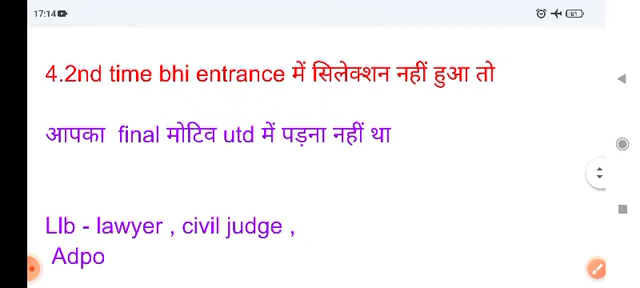 17:14
61
4.2nd time bhi entrance में सिलेक्शन नहीं हुआ तो
आपका final मोटिव utd में पड़ना नहीं था
Llb - lawyer , civil judge ,
Adpo